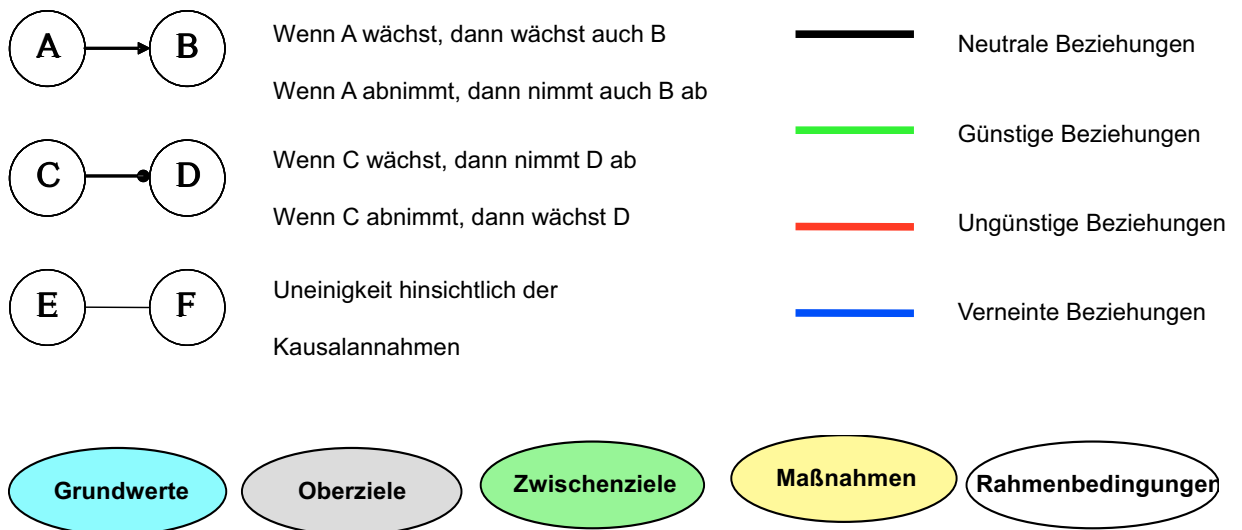 A B
Wenn A wächst, dann wächst auch B
Wenn A abnimmt, dann nimmt auch B ab
C D
Wenn C wächst, dann nimmt D ab
Wenn C abnimmt, dann wächst D
E F
Uneinigkeit hinsichtlich der
Kausalannahmen
Neutrale Beziehungen
Günstige Beziehungen
Ungünstige Beziehungen
Verneinte Beziehungen
Grundwerte
Oberziele
Zwischenziele
Maßnahmen
Rahmenbedingunger